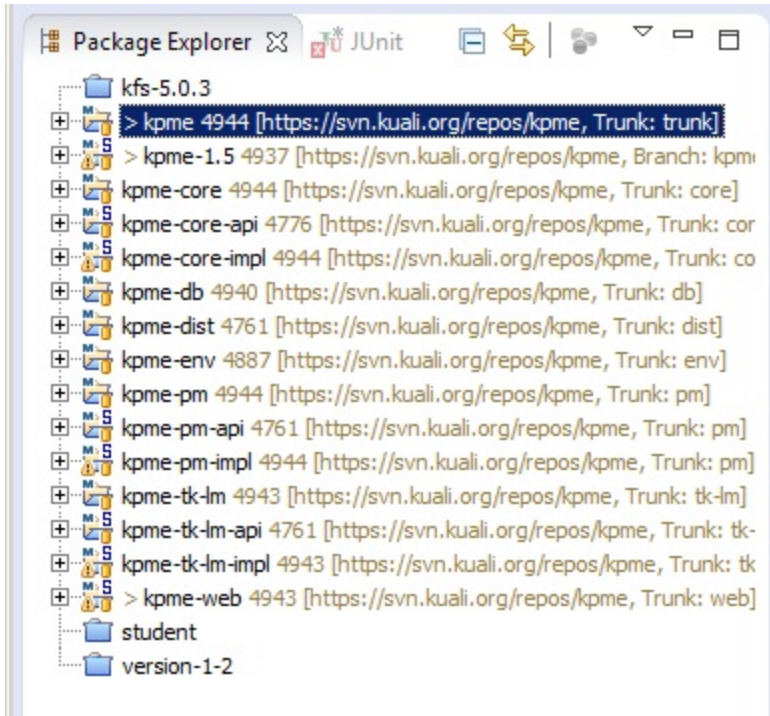 Package Explorer JUnit
kfs-5.0.3
> kpme 4944 [https://svn.kuali.org/repos/kpme, Trunk: trunk]
> kpme-1.5 4937 [https://svn.kuali.org/repos/kpme, Branch: kpm
kpme-core 4944 [https://svn.kuali.org/repos/kpme, Trunk: core]
kpme-core-api 4776 [https://svn.kuali.org/repos/kpme, Trunk: cor
kpme-core-impl 4944 [https://svn.kuali.org/repos/kpme, Trunk: co
kpme-db 4940 [https://svn.kuali.org/repos/kpme, Trunk: db]
kpme-dist 4761 [https://svn.kuali.org/repos/kpme, Trunk: dist]
kpme-env 4887 [https://svn.kuali.org/repos/kpme, Trunk: env]
kpme-pm 4944 [https://svn.kuali.org/repos/kpme, Trunk: pm]
kpme-pm-api 4761 [https://svn.kuali.org/repos/kpme, Trunk: pm]
kpme-pm-impl 4944 [https://svn.kuali.org/repos/kpme, Trunk: pm]
kpme-tk-lm 4943 [https://svn.kuali.org/repos/kpme, Trunk: tk-lm]
kpme-tk-lm-api 4761 [https://svn.kuali.org/repos/kpme, Trunk: tk-
kpme-tk-lm-impl 4943 [https://svn.kuali.org/repos/kpme, Trunk: tk
> kpme-web 4943 [https://svn.kuali.org/repos/kpme, Trunk: web]
student
version-1-2